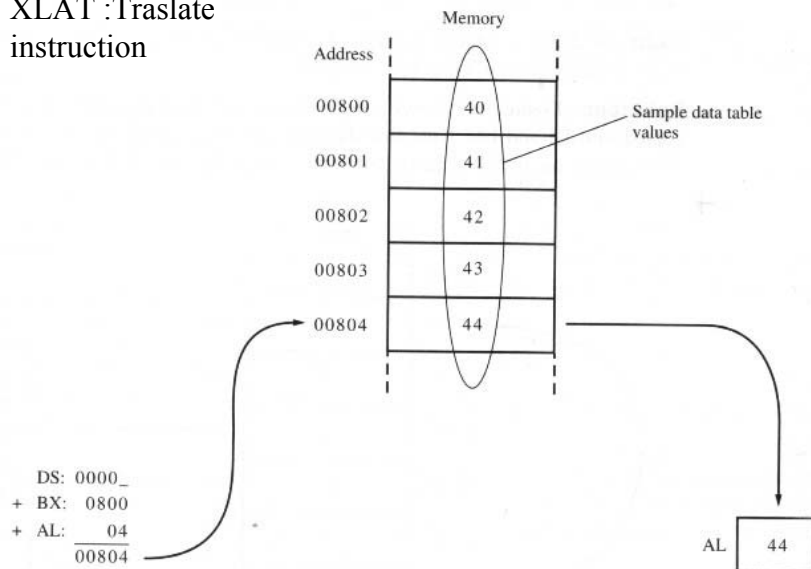 XLAT :Traslate
instruction
Memory
Address
00800 40
Sample data table
values
00801 41
00802 42
00803 43
00804 44
DS: 0000_
+ BX: 0800
+ AL: 04
00804
AL 44